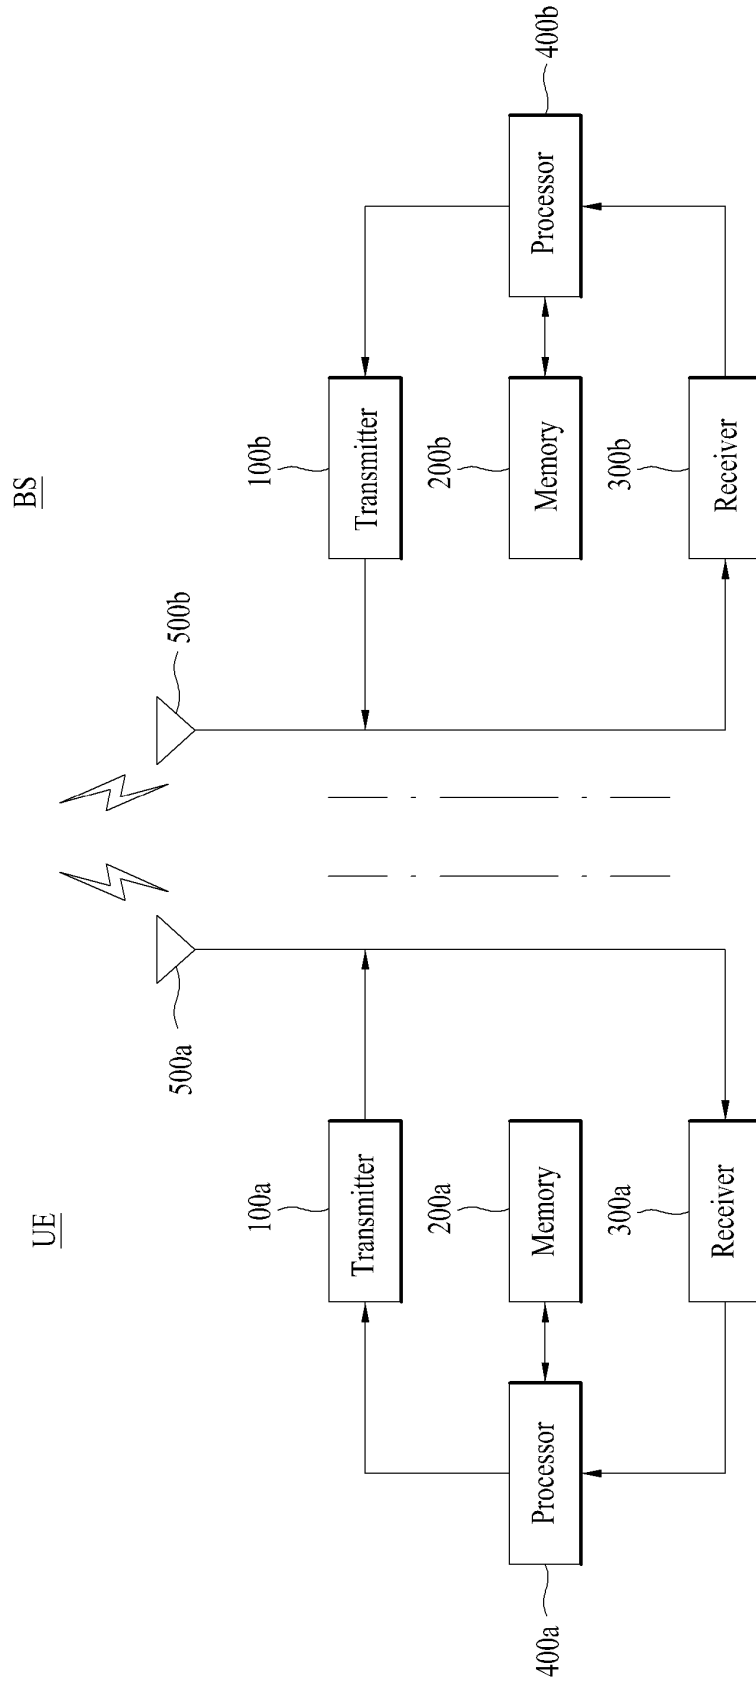 UE
BS
500a
500b
100a
Transmitter
100b
Transmitter
400a
Processor
200a
Memory
200b
Memory
Processor
400b
300a
Receiver
300b
Receiver